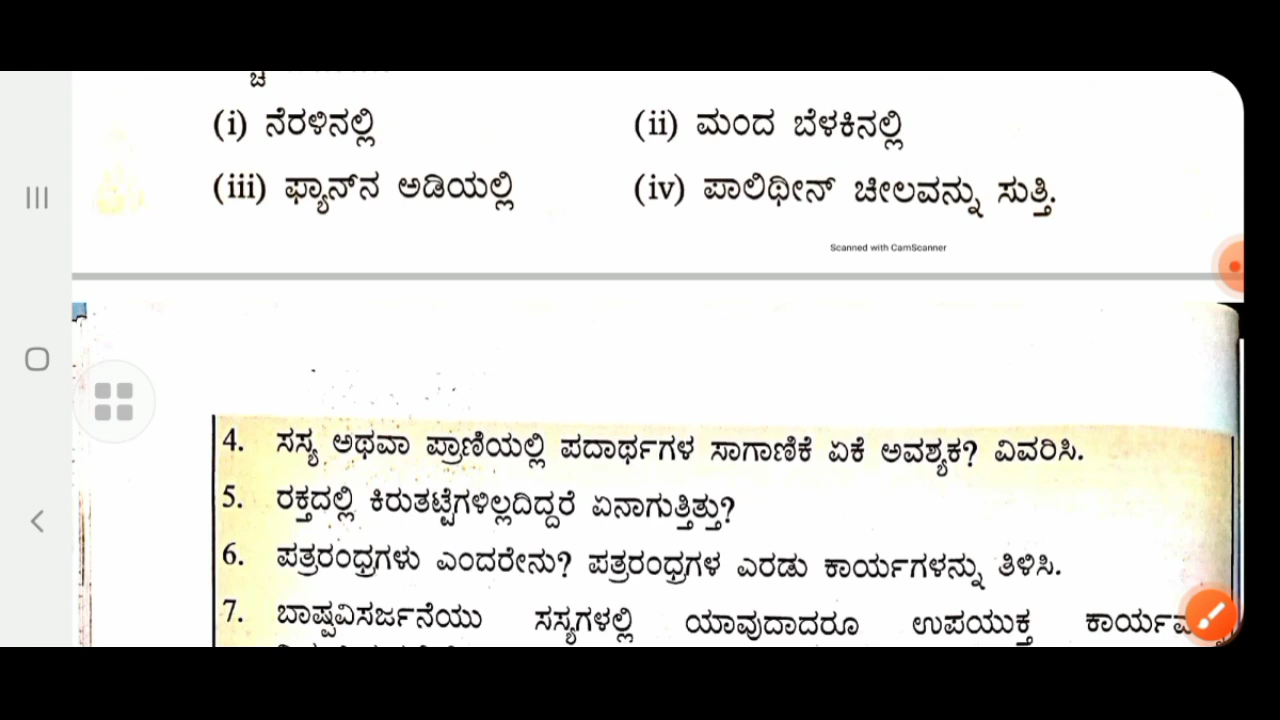 (i) ನೆರಳಿನಲ್ಲಿ (ii) ಮಂದ ಬೆಳಕಿನಲ್ಲಿ
(iii) ಫ್ಯಾನ್‌ನ ಅಡಿಯಲ್ಲಿ (iv) ಪಾಲಿಥೀನ್ ಚೀಲವನ್ನು ಸುತ್ತಿ.
Scanned with CamScanner
4. ಸಸ್ಯ ಅಥವಾ ಪ್ರಾಣಿಯಲ್ಲಿ ಪದಾರ್ಥಗಳ ಸಾಗಾಣಿಕೆ ಏಕೆ ಅವಶ್ಯಕ? ವಿವರಿಸಿ.
5. ರಕ್ತದಲ್ಲಿ ಕಿರುತಟ್ಟೆಗಳಿಲ್ಲದಿದ್ದರೆ ಏನಾಗುತ್ತಿತ್ತು?
6. ಪತ್ರರಂಧ್ರಗಳು ಎಂದರೇನು? ಪತ್ರರಂಧ್ರಗಳ ಎರಡು ಕಾರ್ಯಗಳನ್ನು ತಿಳಿಸಿ.
7. ಬಾಷ್ಪವಿಸರ್ಜನೆಯು ಸಸ್ಯಗಳಲ್ಲಿ ಯಾವುದಾದರೂ ಉಪಯುಕ್ತ